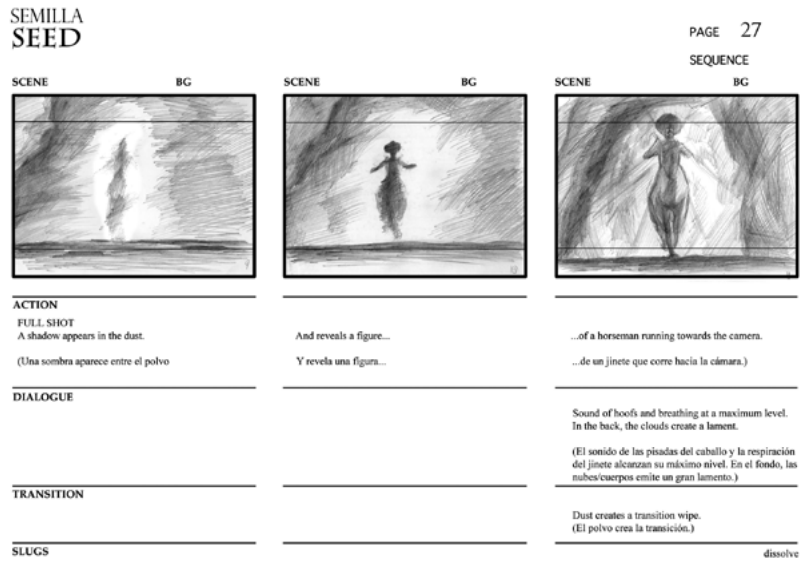 SEMILLA
SEED
PAGE 27
SEQUENCE
SCENE BG
SCENE BG
SCENE BG
ACTION
FULL SHOT
A shadow appears in the dust.
(Una sombra aparece entre el polvo
And reveals a figure...
Y revela una figura...
...of a horseman running towards the camera.
...de un jinete que corre hacia la cámara.)
DIALOGUE
Sound of hoofs and breathing at a maximum level.
In the back, the clouds create a lament.
(El sonido de las pisadas del caballo y la respiración
del jinete alcanzan su máximo nivel. En el fondo, las
nubes/cuerpos emite un gran lamento.)
TRANSITION
Dust creates a transition wipe.
(El polvo crea la transición.)
SLUGS
dissolve